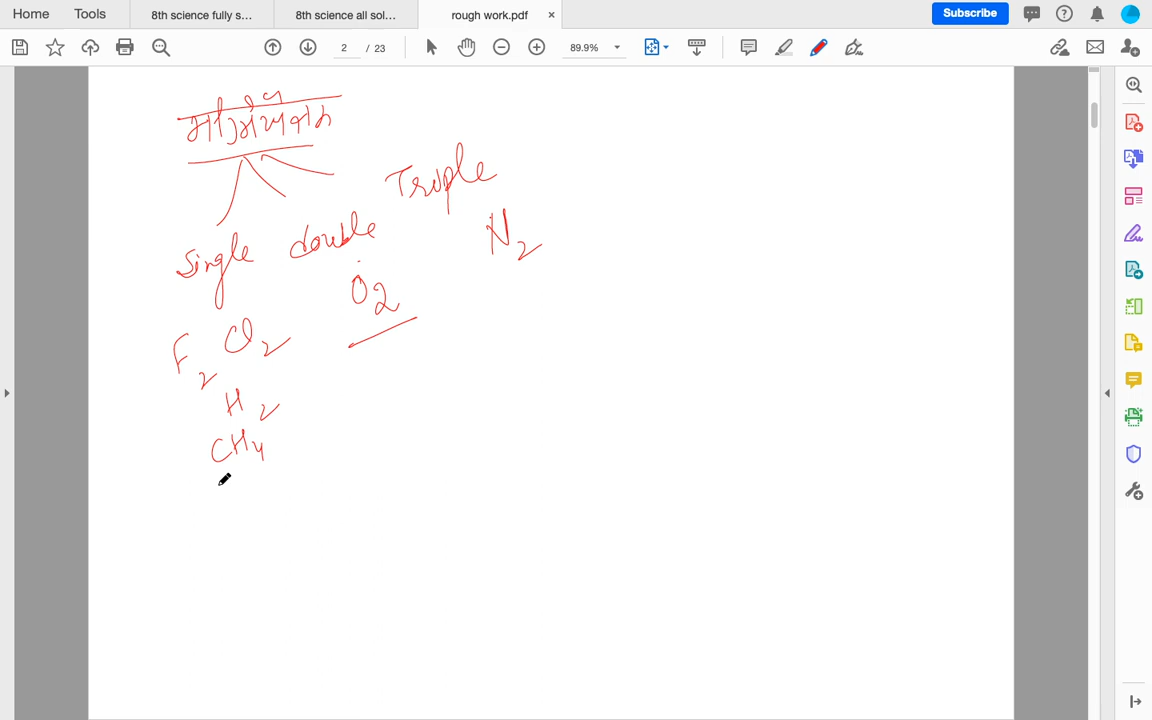 Home Tools 8th science fully s... 8th science all sol... rough work.pdf × Subscribe
2 / 23 89.9%
Triple
single double N2
O2
F2 Cl2
H2
CH4